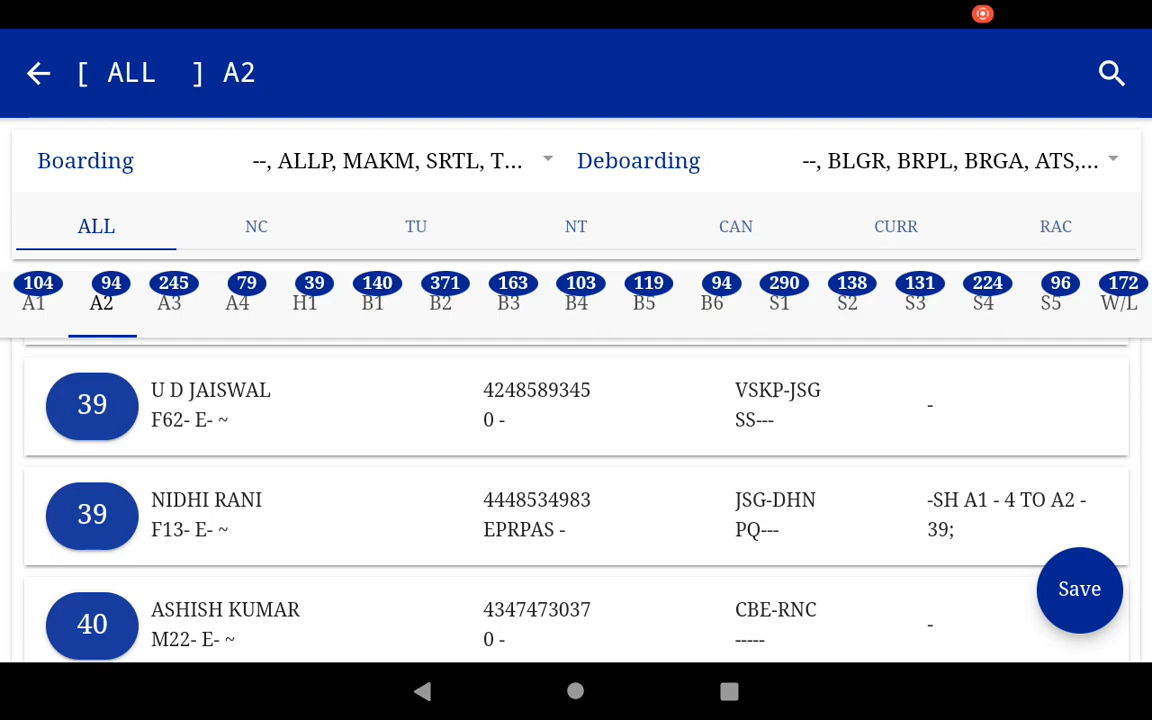 [ ALL ] A2
Boarding --, ALLP, MAKM, SRTL, T... Deboarding --, BLGR, BRPL, BRGA, ATS,...
ALL NC TU NT CAN CURR RAC
104 94 245 79 39 140 371 163 103 119 94 290 138 131 224 96 172
A1 A2 A3 A4 H1 B1 B2 B3 B4 B5 B6 S1 S2 S3 S4 S5 W/L
39 U D JAISWAL 4248589345 VSKP-JSG -
F62- E- ~ 0 - SS---
39 NIDHI RANI 4448534983 JSG-DHN -SH A1 - 4 TO A2 -
F13- E- ~ EPRPAS - PQ--- 39;
Save
40 ASHISH KUMAR 4347473037 CBE-RNC -
M22- E- ~ 0 - -----